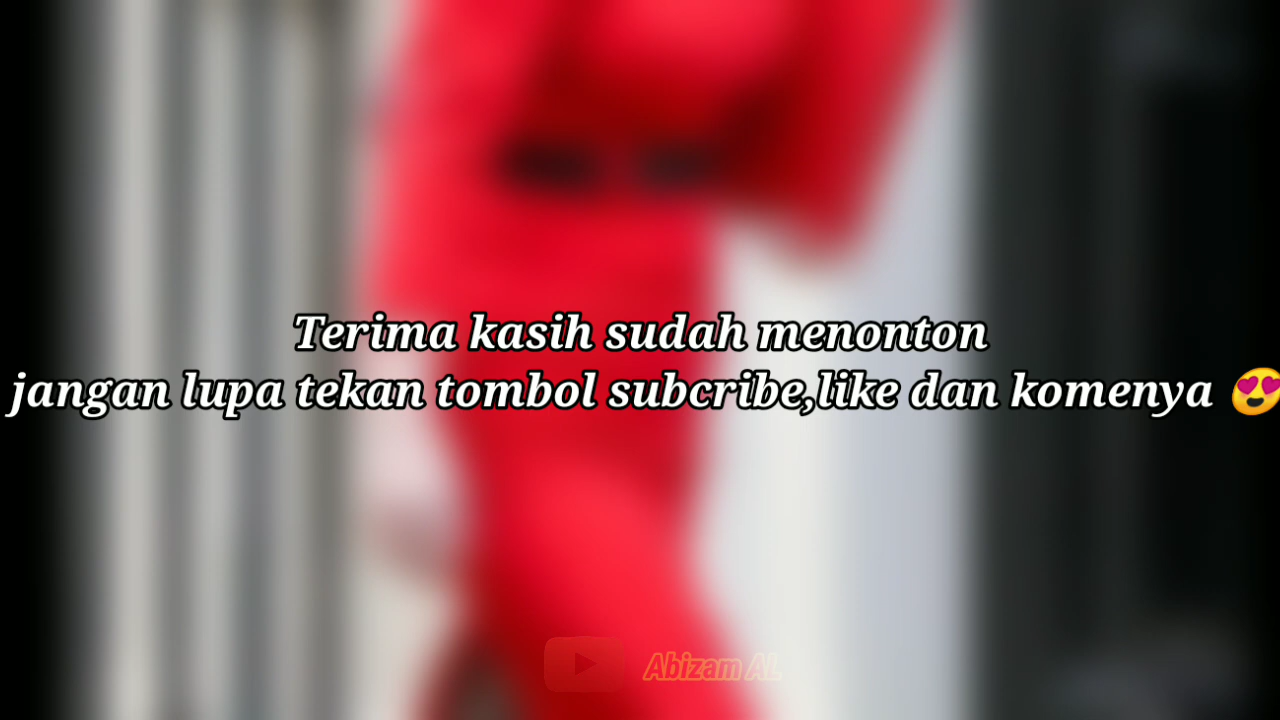 Terima kasih sudah menonton
jangan lupa tekan tombol subcribe,like dan komenya 😍
Abizam AL